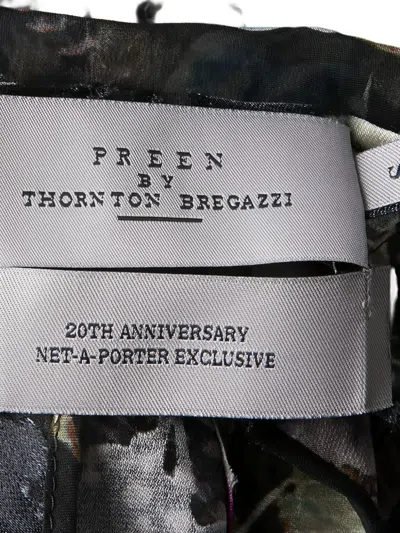 PREEN
BY
THORNTON BREGAZZI
S
20TH ANNIVERSARY
NET-A-PORTER EXCLUSIVE